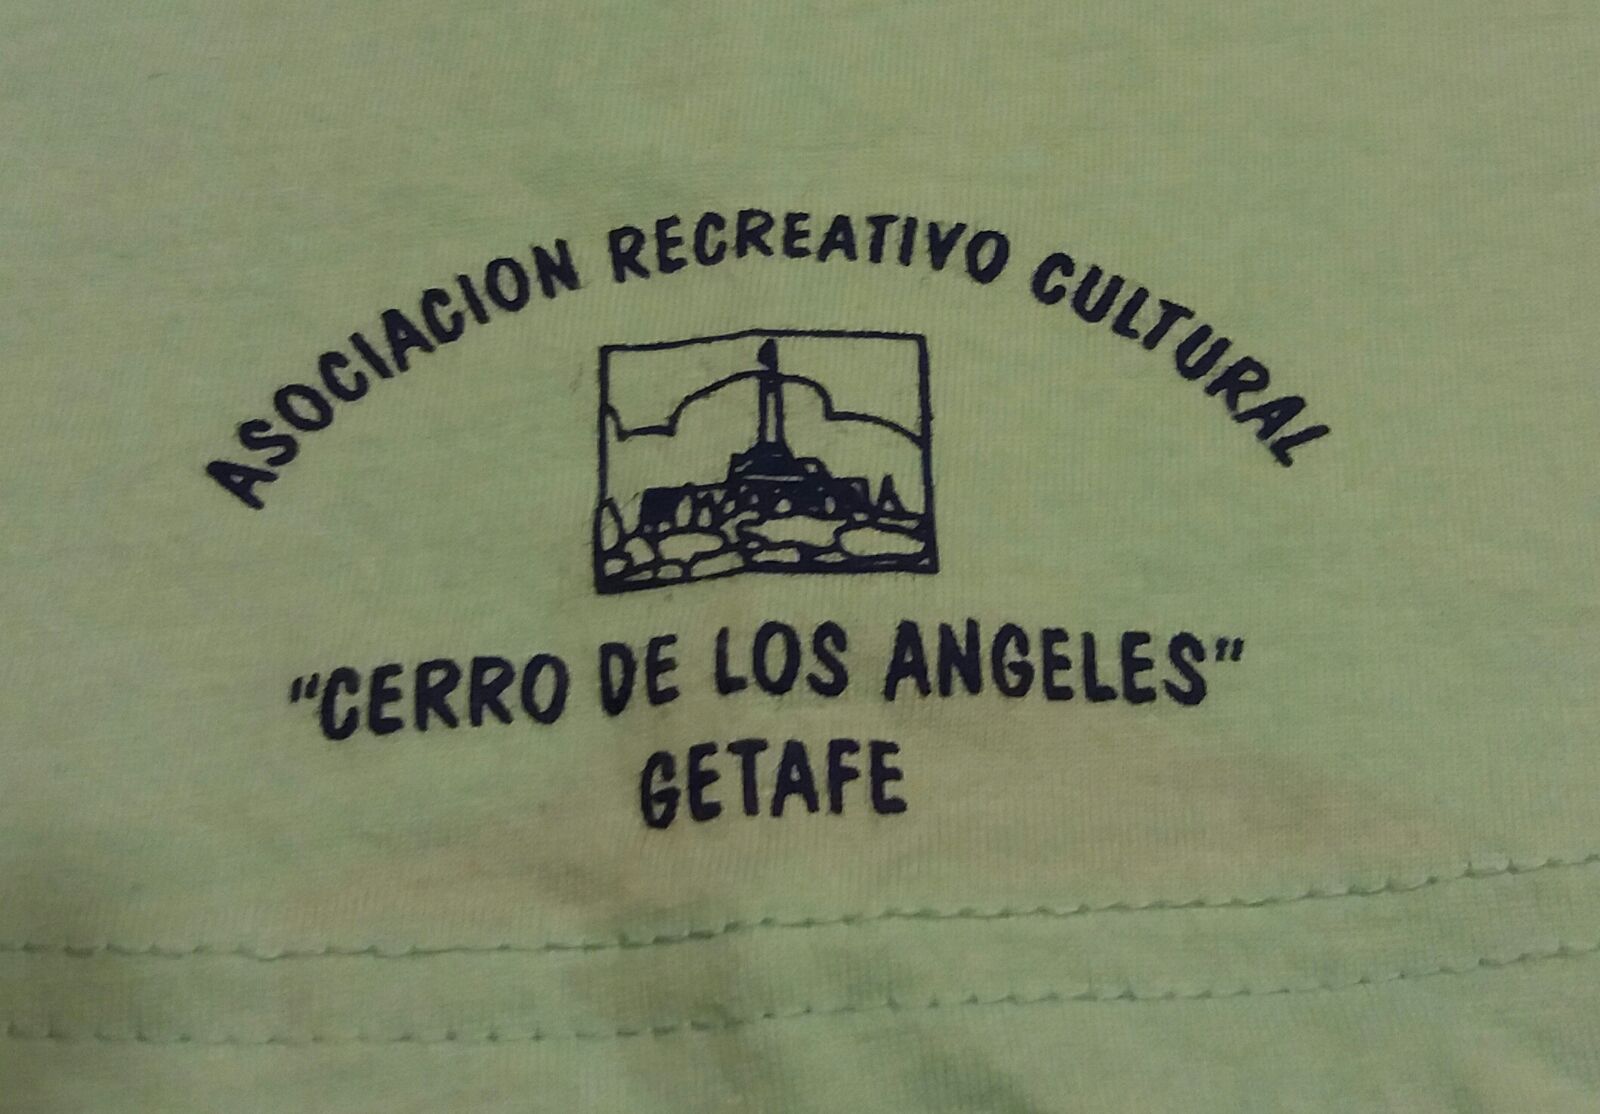 ASOCIACION RECREATIVO CULTURAL
"CERRO DE LOS ANGELES"
GETAFE